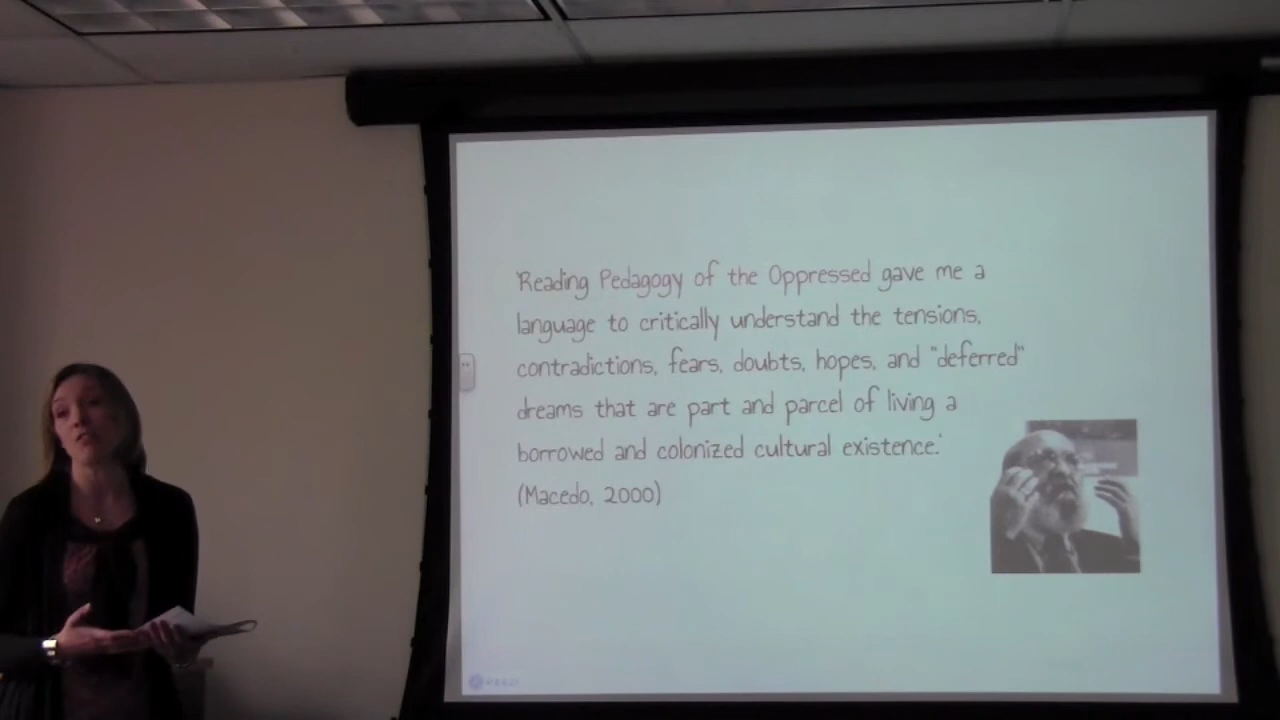 'Reading Pedagogy of the Oppressed gave me a
language to critically understand the tensions,
contradictions, fears, doubts, hopes, and "deferred"
dreams that are part and parcel of living a
borrowed and colonized cultural existence.'
(Macedo, 2000)